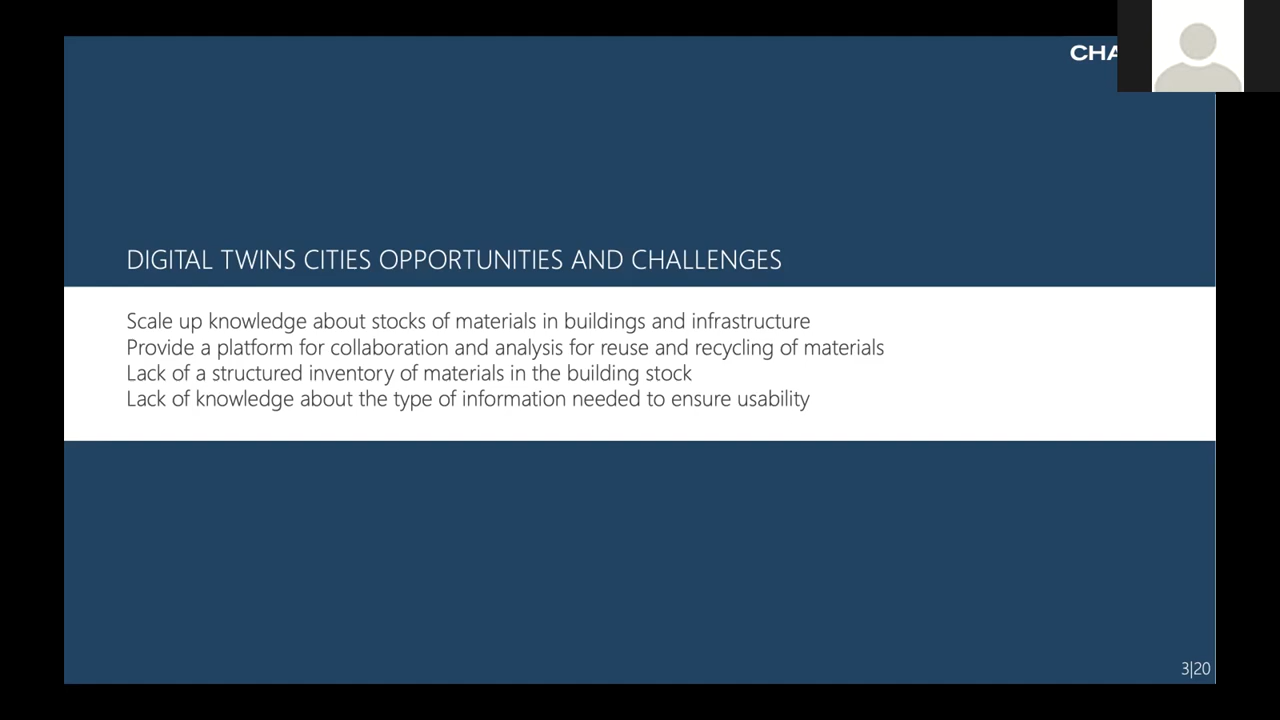 CHA
DIGITAL TWINS CITIES OPPORTUNITIES AND CHALLENGES
Scale up knowledge about stocks of materials in buildings and infrastructure
Provide a platform for collaboration and analysis for reuse and recycling of materials
Lack of a structured inventory of materials in the building stock
Lack of knowledge about the type of information needed to ensure usability
3|20